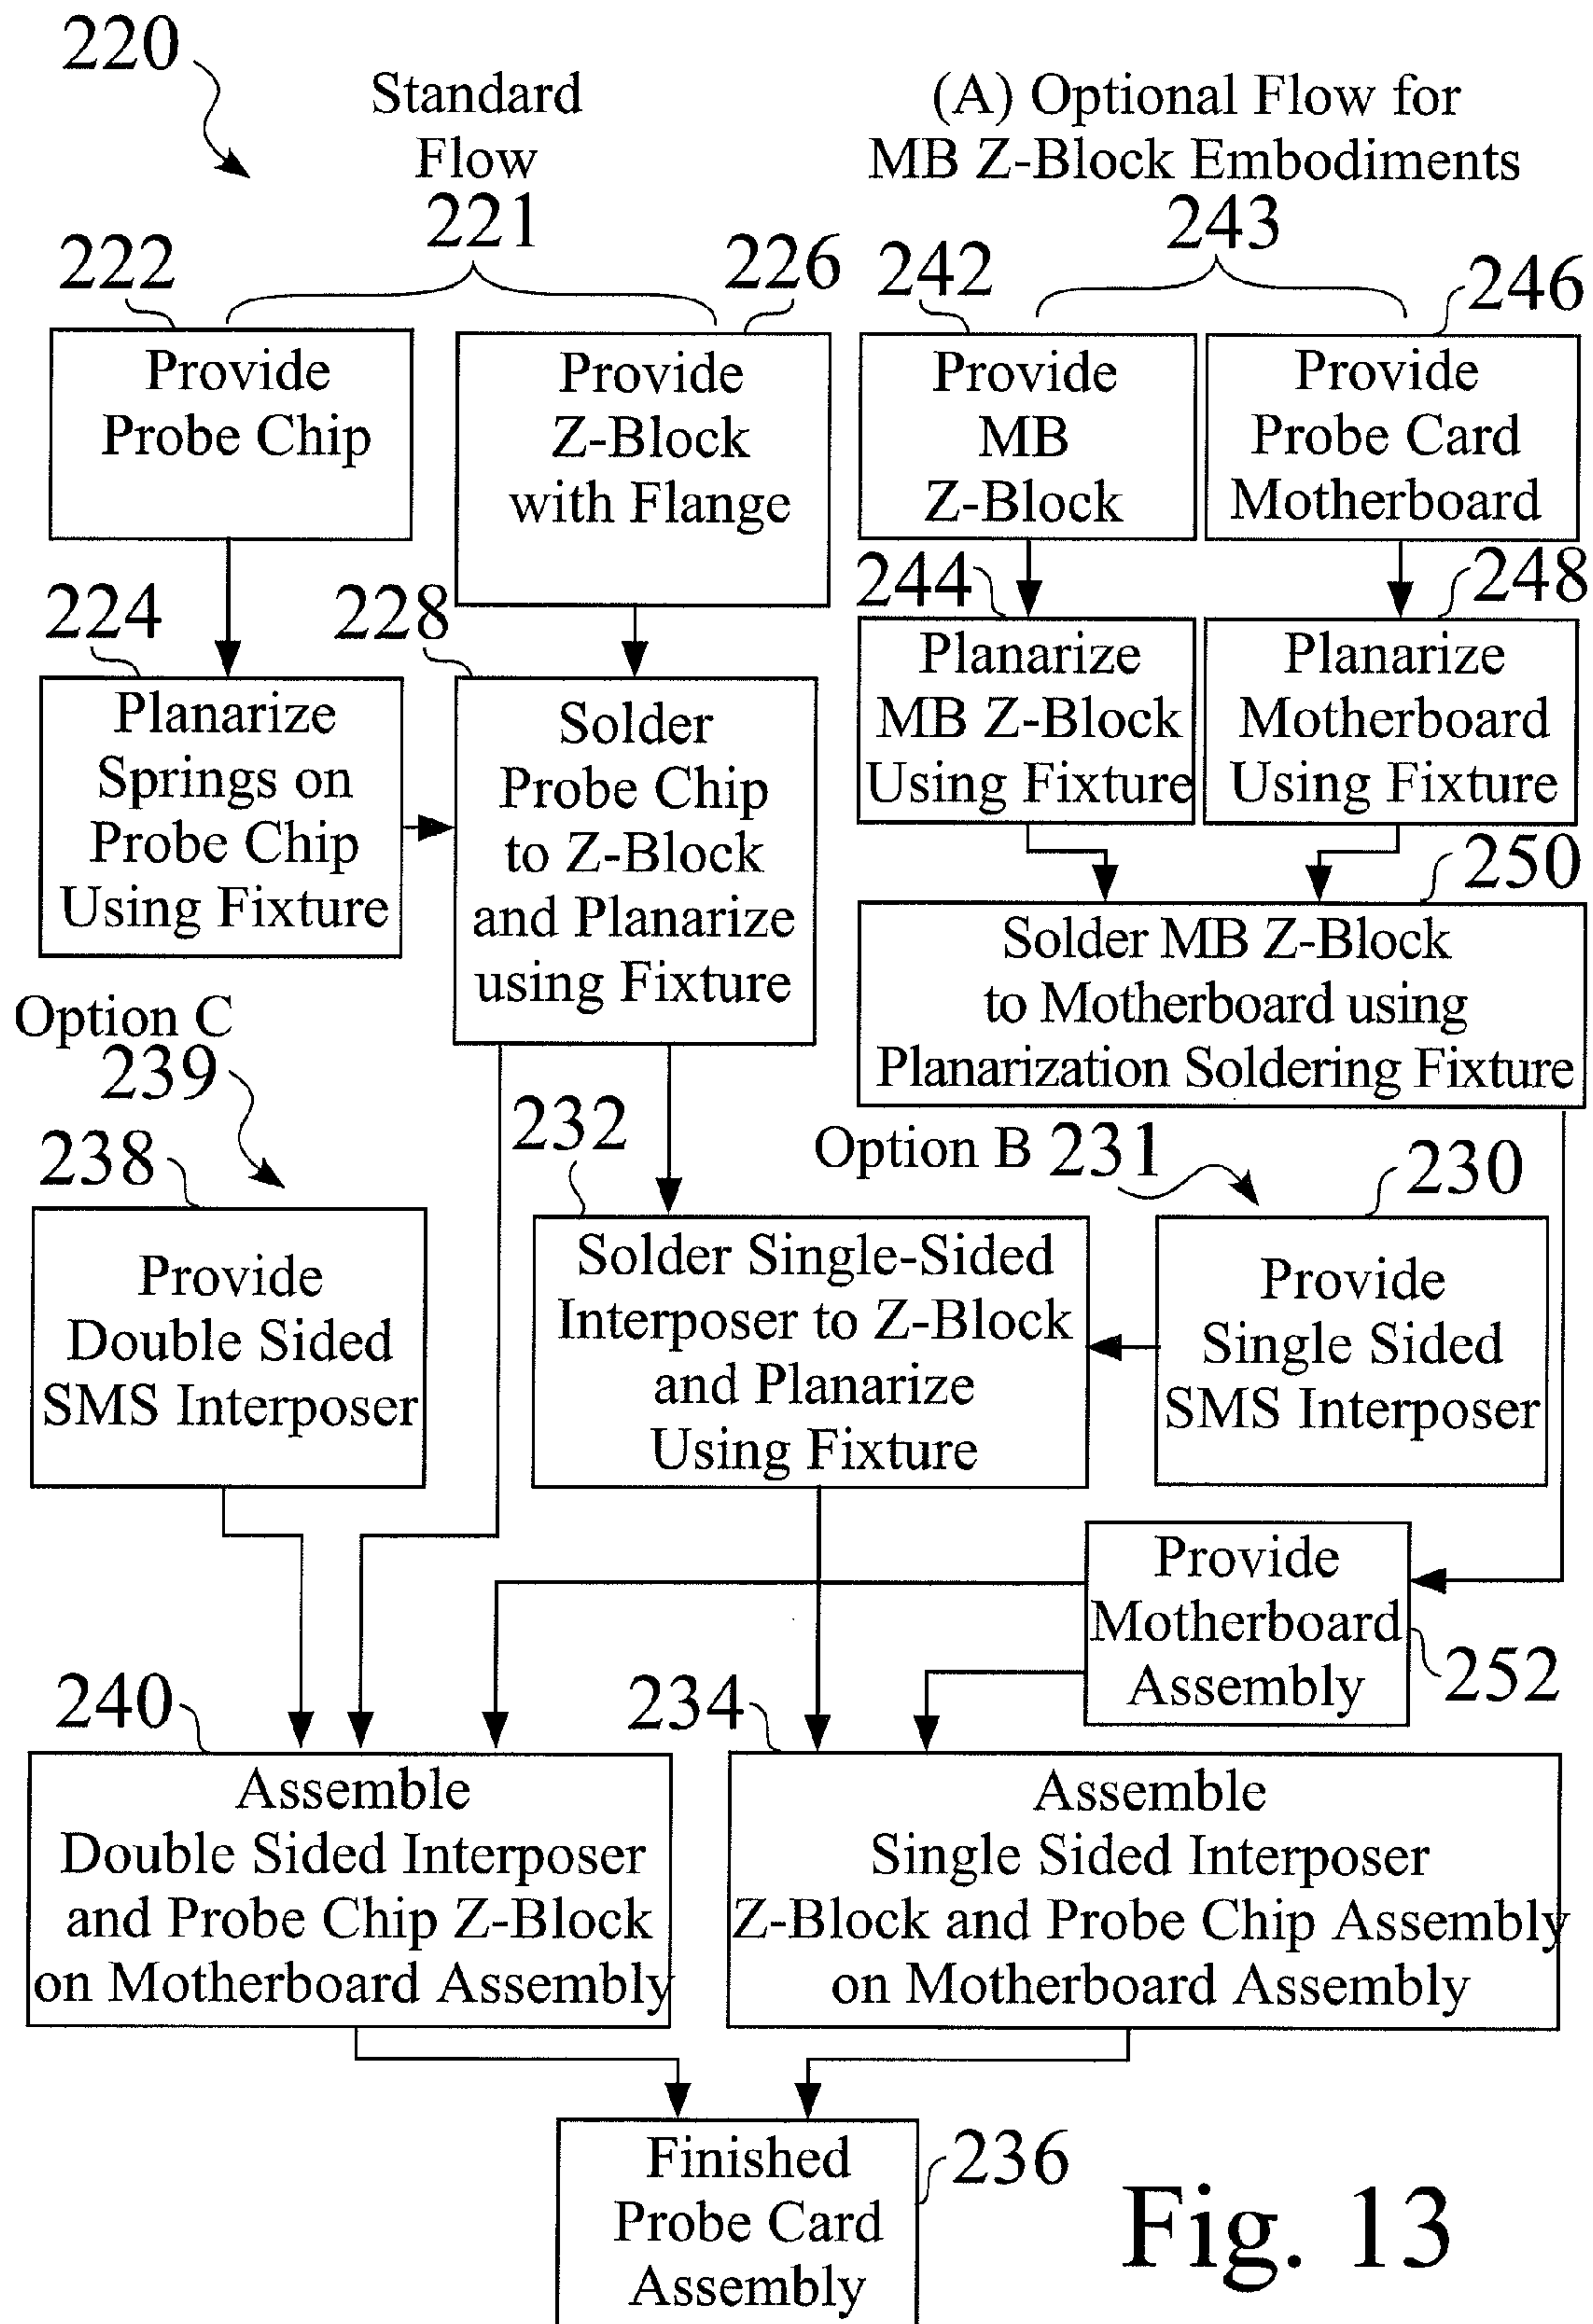 220
Standard
Flow
221
(A) Optional Flow for
MB Z-Block Embodiments
243
222
226
242
246
Provide
Probe Chip
Provide
Z-Block
with Flange
Provide
MB
Z-Block
Provide
Probe Card
Motherboard
224
228
244
248
Planarize
Springs on
Probe Chip
Using Fixture
Solder
Probe Chip
to Z-Block
and Planarize
using Fixture
Planarize
MB Z-Block
Using Fixture
Planarize
Motherboard
Using Fixture
250
Solder MB Z-Block
to Motherboard using
Planarization Soldering Fixture
Option C
239
238
232
Option B 231
230
Provide
Double Sided
SMS Interposer
Solder Single-Sided
Interposer to Z-Block
and Planarize
Using Fixture
Provide
Single Sided
SMS Interposer
Provide
Motherboard
Assembly
252
240
234
Assemble
Double Sided Interposer
and Probe Chip Z-Block
on Motherboard Assembly
Assemble
Single Sided Interposer
Z-Block and Probe Chip Assembly
on Motherboard Assembly
Finished
Probe Card
Assembly
236
Fig. 13